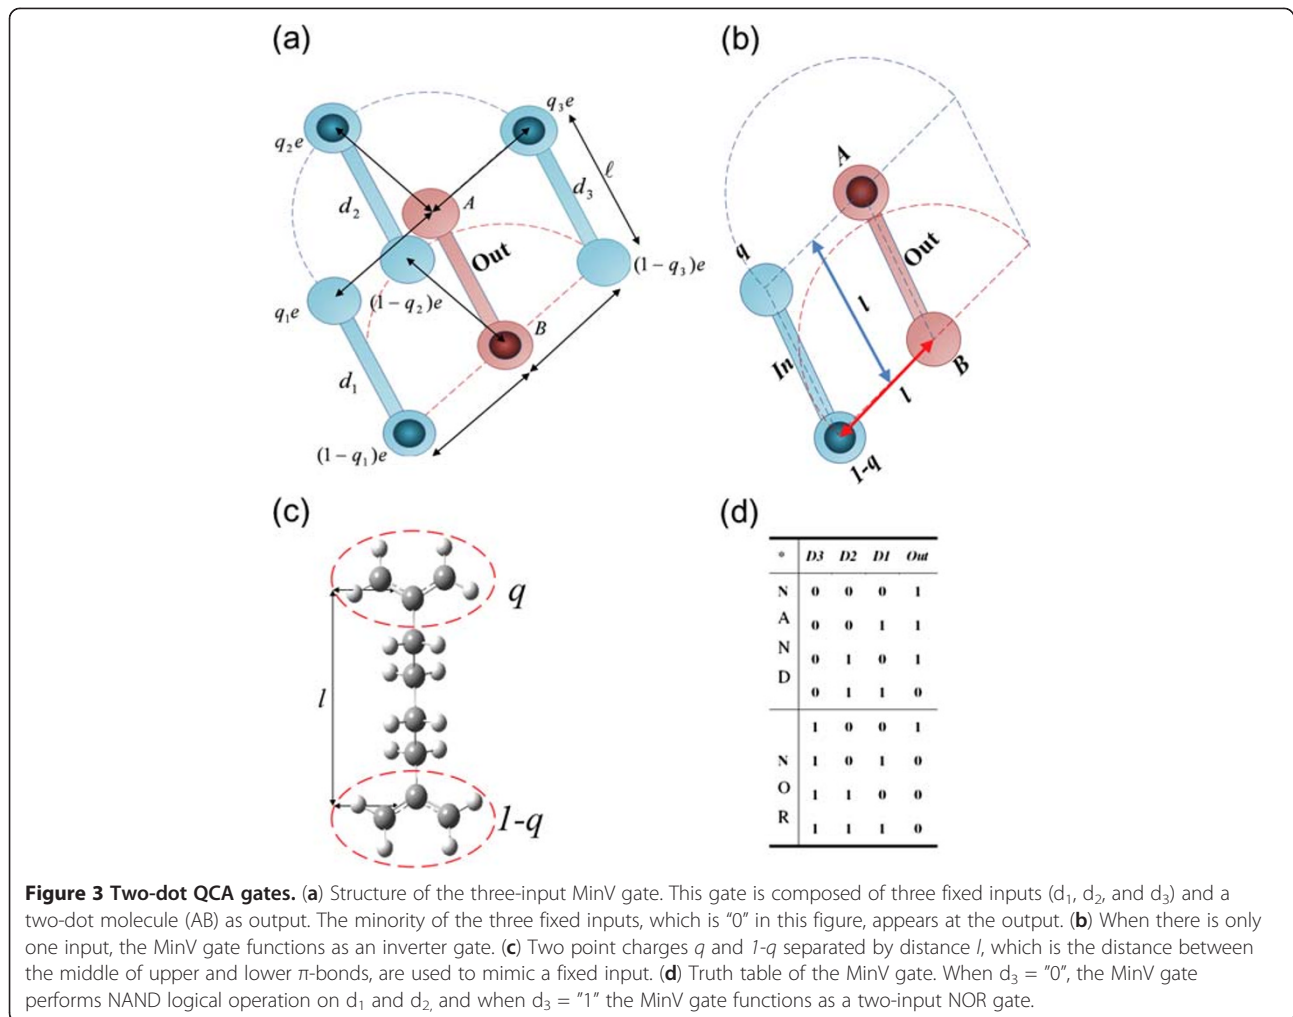 (a)
(b)
q₃e
q₂e
ℓ
d₃
A
d₂
Out
(1−q₃)e
(1−q₂)e
q₁e
B
d₁
(1−q₁)e
A
q
Out
l
In
B
l
1-q
(c)
(d)
q
l
1-q
* D3 D2 D1 Out
N 0 0 0 1
A 0 0 1 1
N 0 1 0 1
D 0 1 1 0
1 0 0 1
N 1 0 1 0
O 1 1 0 0
R 1 1 1 0
Figure 3 Two-dot QCA gates. (a) Structure of the three-input MinV gate. This gate is composed of three fixed inputs (d₁, d₂, and d₃) and a
two-dot molecule (AB) as output. The minority of the three fixed inputs, which is “0” in this figure, appears at the output. (b) When there is only
one input, the MinV gate functions as an inverter gate. (c) Two point charges q and 1-q separated by distance l, which is the distance between
the middle of upper and lower π-bonds, are used to mimic a fixed input. (d) Truth table of the MinV gate. When d₃ = ”0”, the MinV gate
performs NAND logical operation on d₁ and d₂, and when d₃ = ”1” the MinV gate functions as a two-input NOR gate.